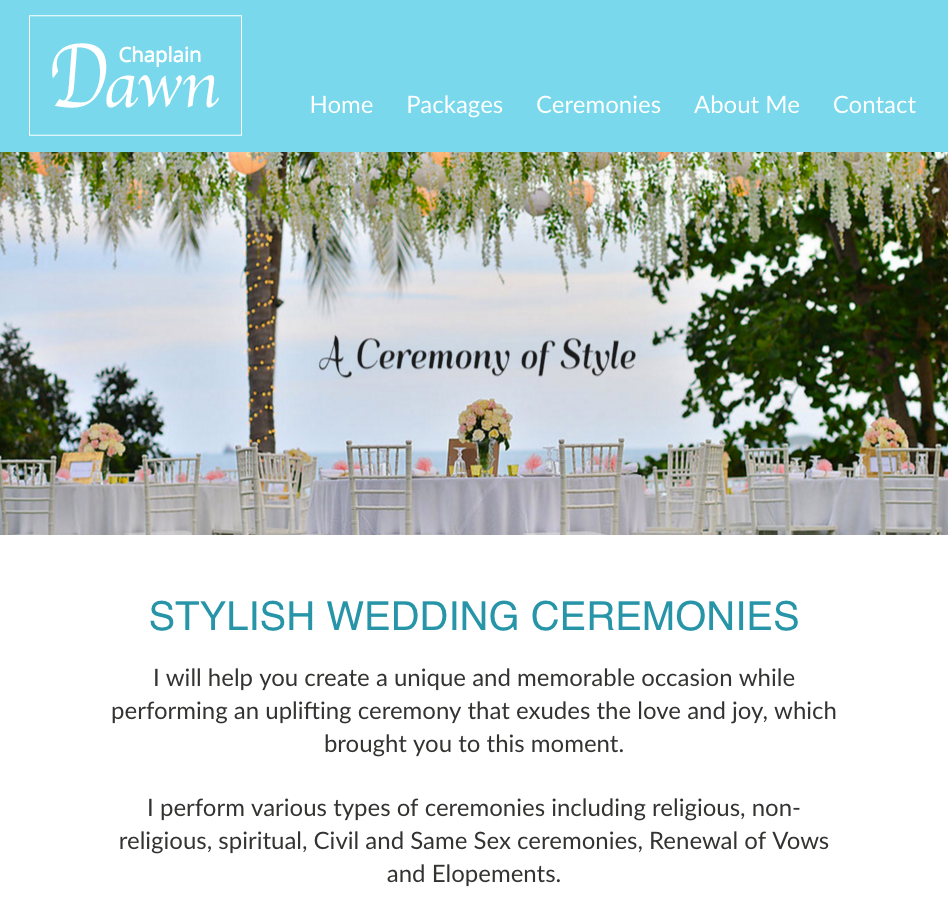 Chaplain
Dawn
Home Packages Ceremonies About Me Contact
A Ceremony of Style
STYLISH WEDDING CEREMONIES
I will help you create a unique and memorable occasion while
performing an uplifting ceremony that exudes the love and joy, which
brought you to this moment.
I perform various types of ceremonies including religious, non-
religious, spiritual, Civil and Same Sex ceremonies, Renewal of Vows
and Elopements.